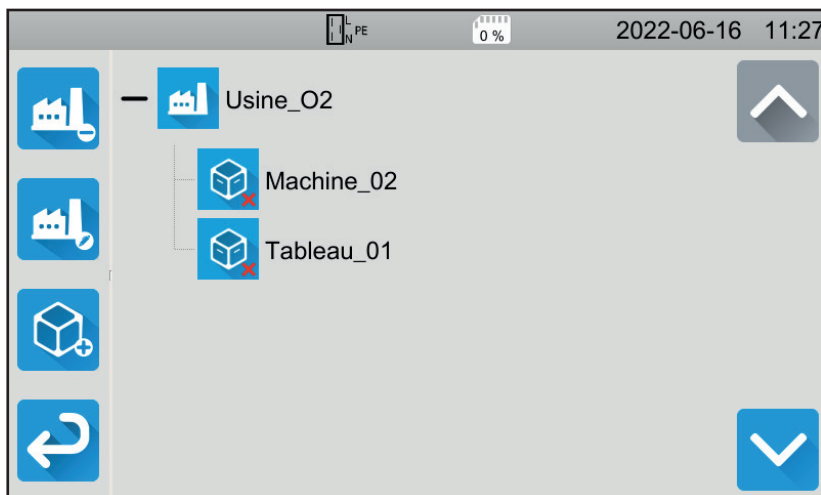 L
N PE
0 %
2022-06-16 11:27
Usine_O2
Machine_02
Tableau_01